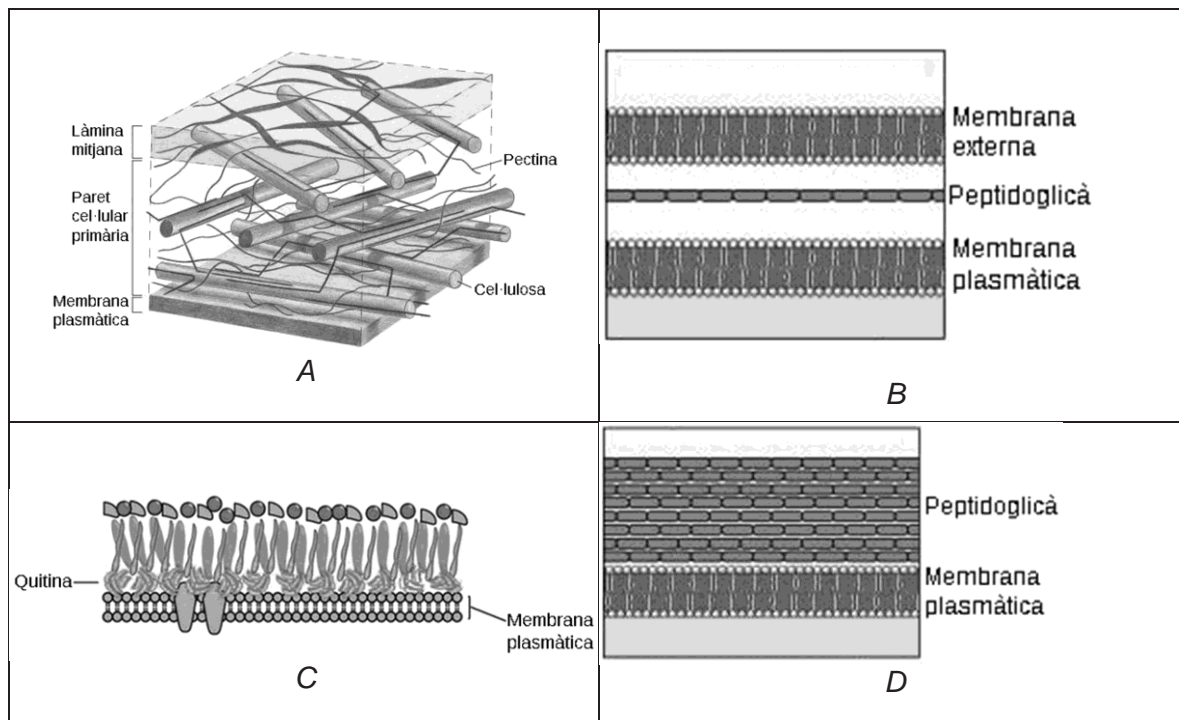 Làmina
mitjana
Pectina
Paret
cel·lular
primària
Cel·lulosa
Membrana
plasmàtica
A
Membrana
externa
Peptidoglicà
Membrana
plasmàtica
B
Quitina
Membrana
plasmàtica
C
Peptidoglicà
Membrana
plasmàtica
D